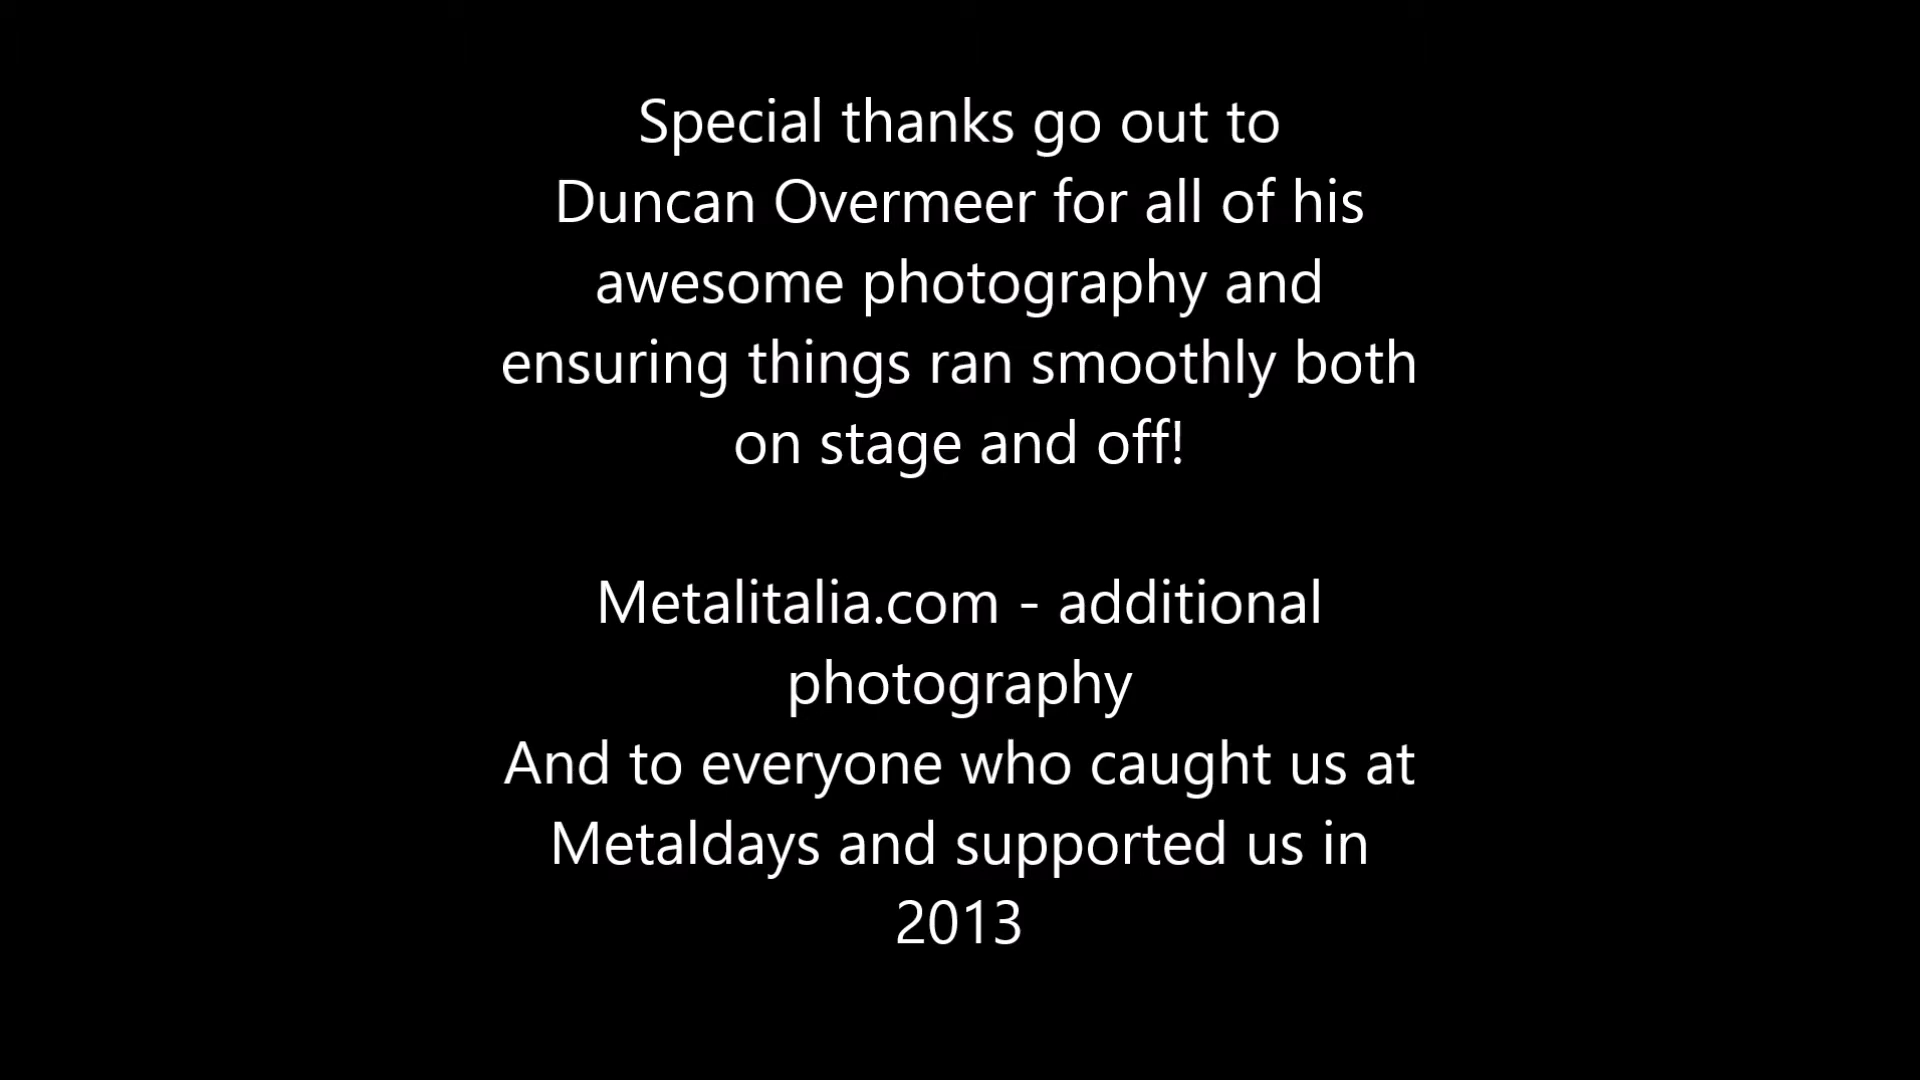 Special thanks go out to
Duncan Overmeer for all of his
awesome photography and
ensuring things ran smoothly both
on stage and off!
Metalitalia.com - additional
photography
And to everyone who caught us at
Metaldays and supported us in
2013